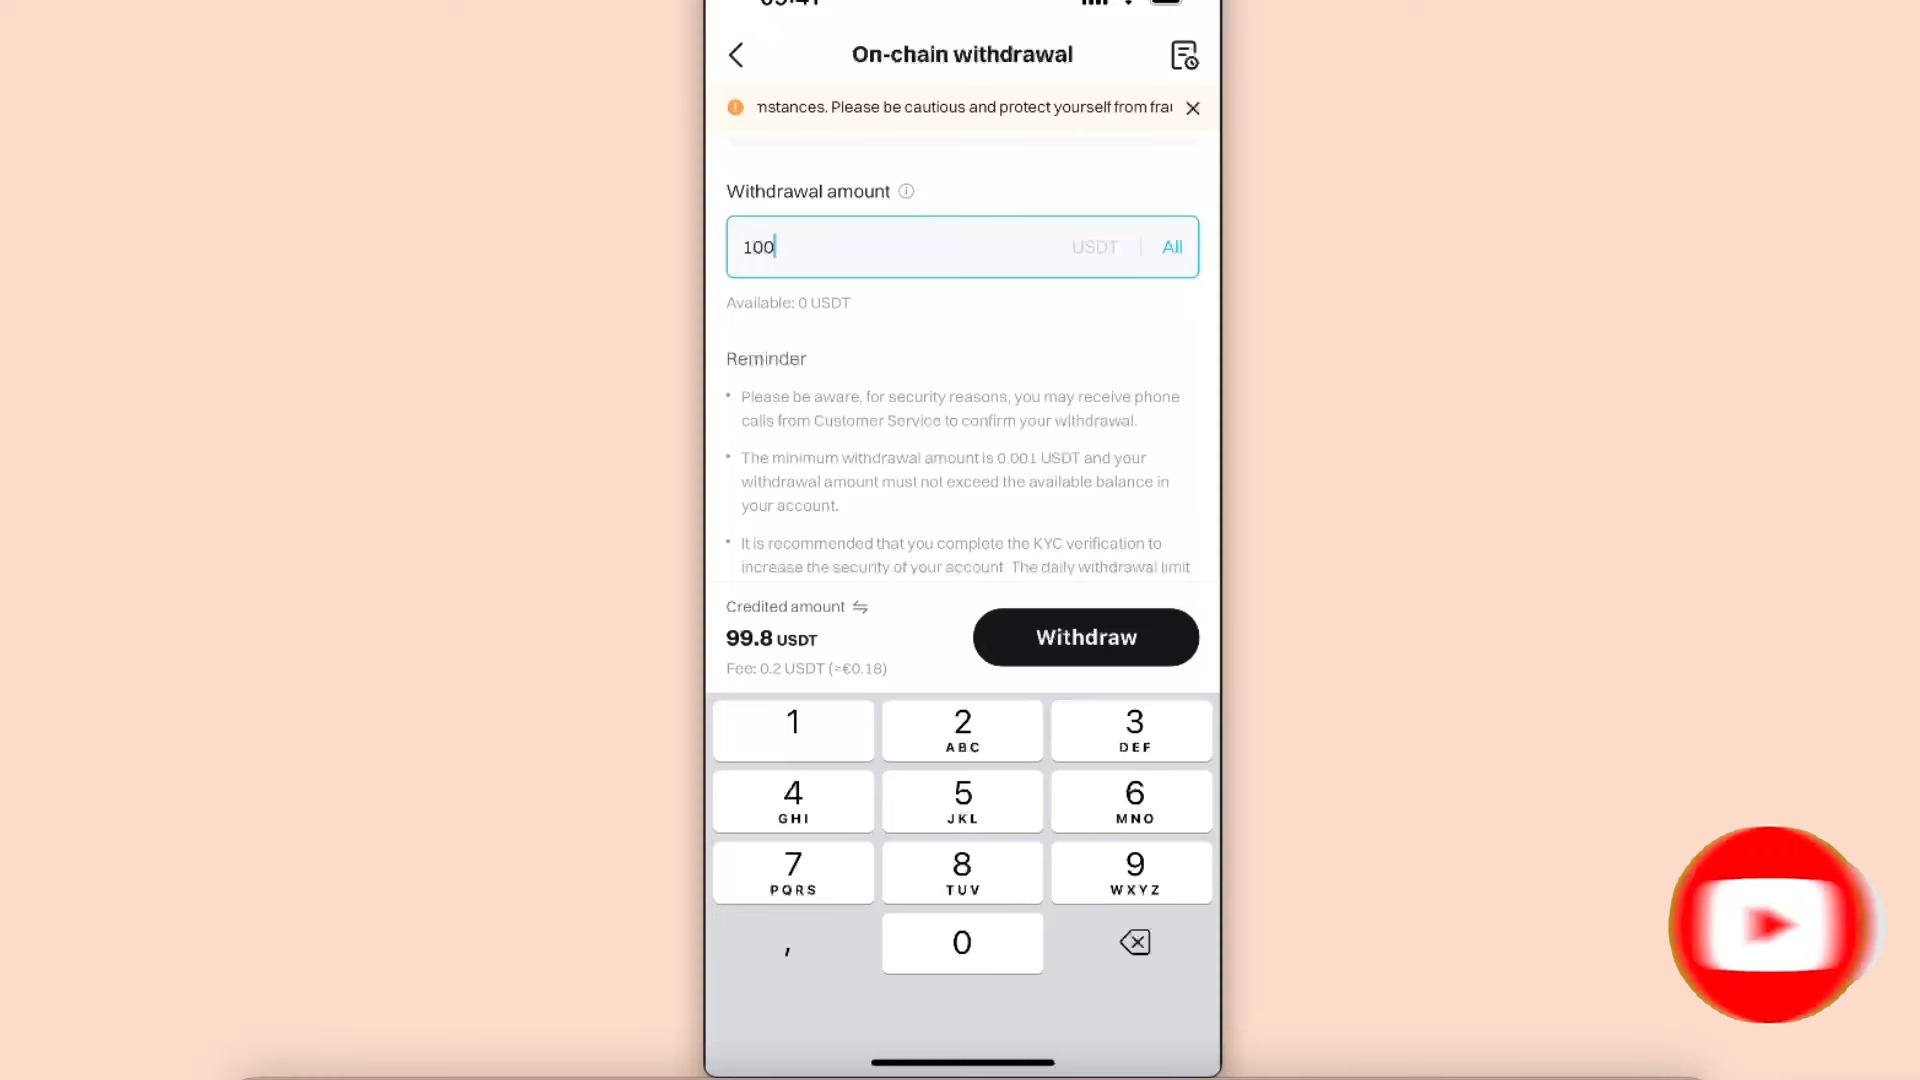 On-chain withdrawal
nstances. Please be cautious and protect yourself from frau
Withdrawal amount
100 USDT All
Available: 0 USDT
Reminder
• Please be aware, for security reasons, you may receive phone
calls from Customer Service to confirm your withdrawal.
• The minimum withdrawal amount is 0.001 USDT and your
withdrawal amount must not exceed the available balance in
your account.
• It is recommended that you complete the KYC verification to
increase the security of your account. The daily withdrawal limit
Credited amount
99.8 USDT
Withdraw
Fee: 0.2 USDT (≈€0.18)
1 2 3
ABC DEF
4 5 6
GHI JKL MNO
7 8 9
PQRS TUV WXYZ
, 0